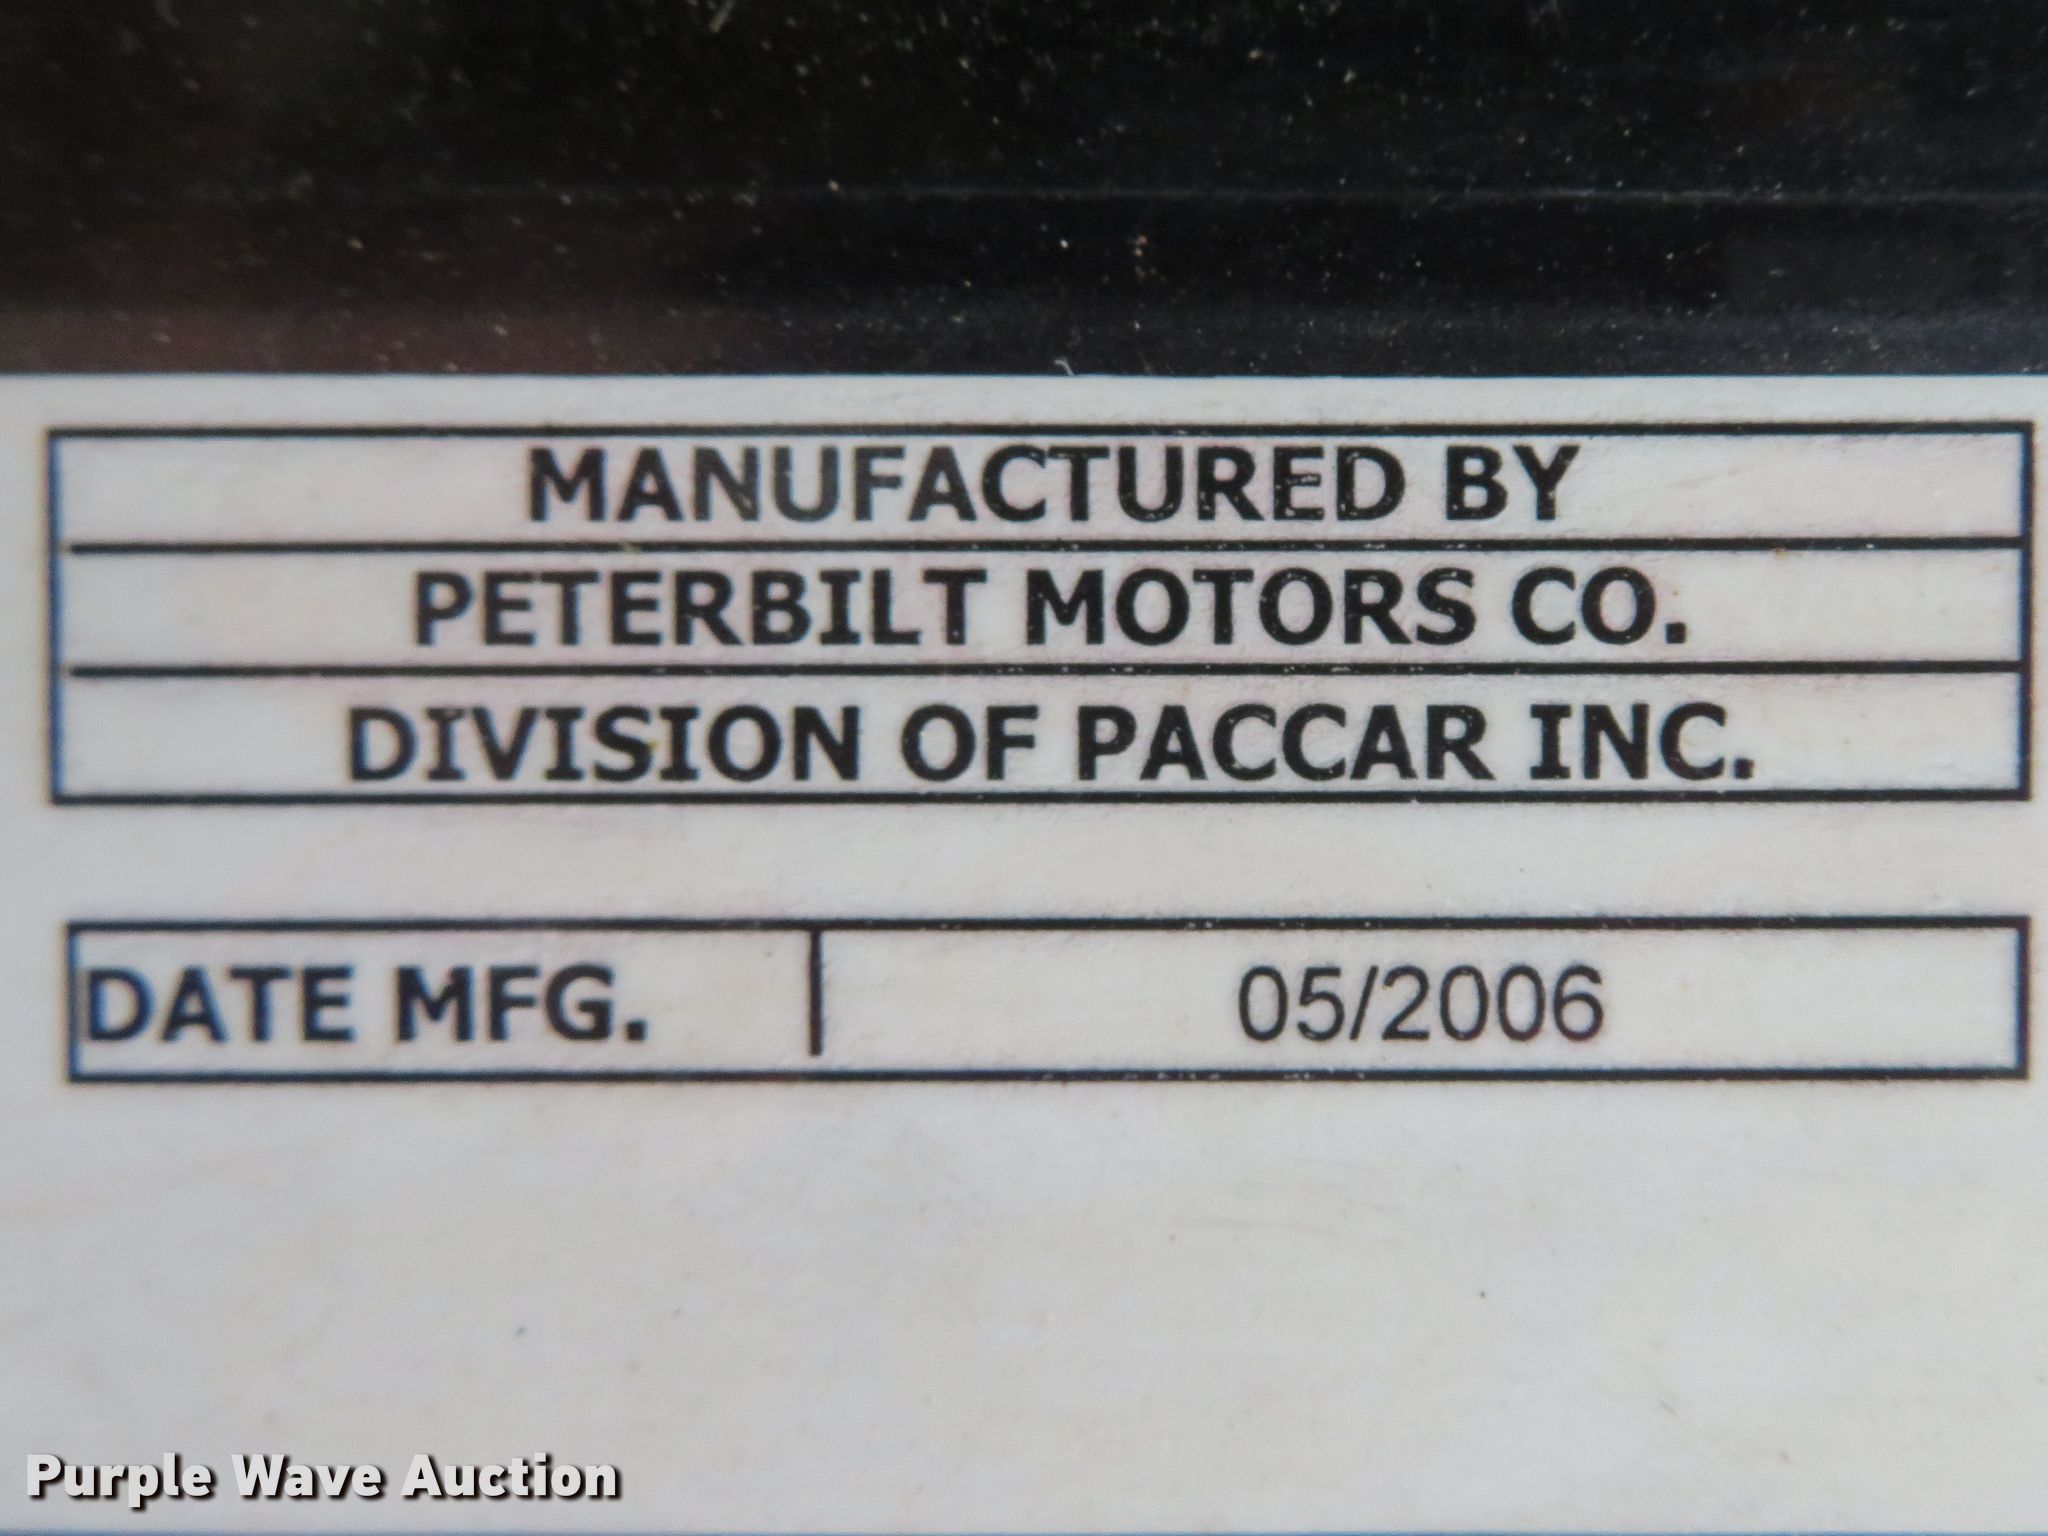 MANUFACTURED BY
PETERBILT MOTORS CO.
DIVISION OF PACCAR INC.
DATE MFG. 05/2006
Purple Wave Auction